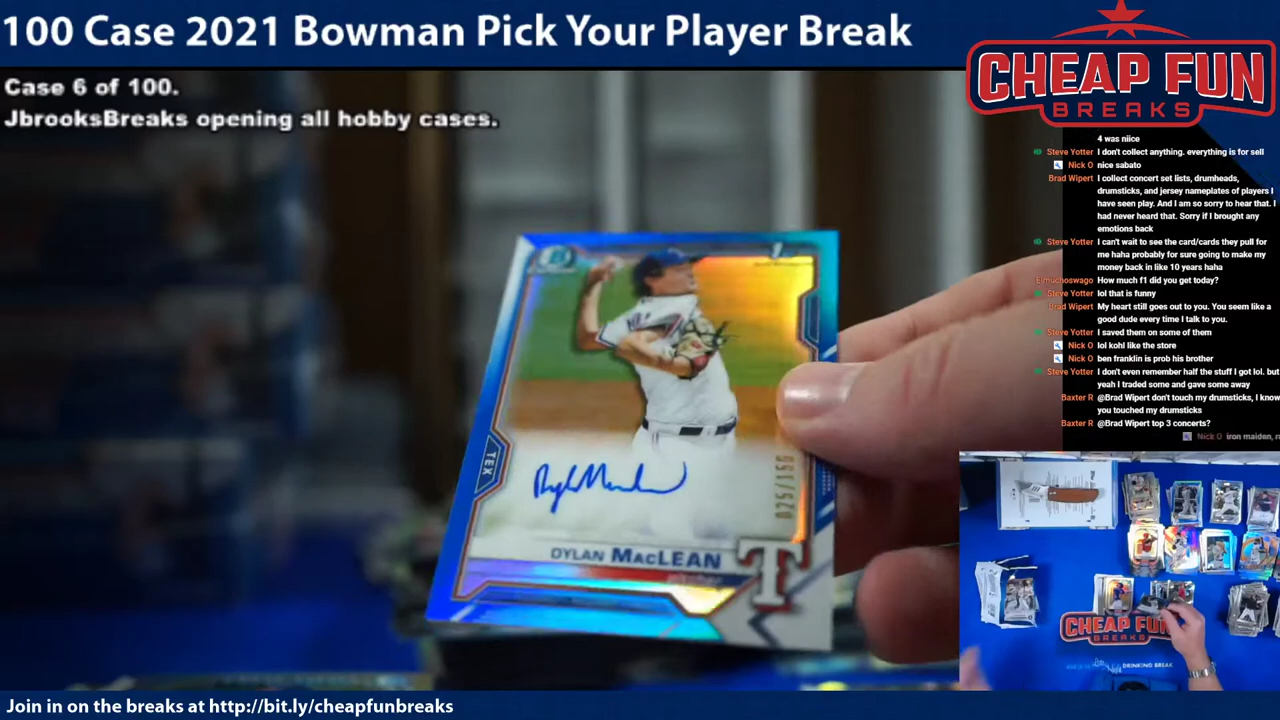 100 Case 2021 Bowman Pick Your Player Break
Case 6 of 100.
JbrooksBreaks opening all hobby cases.
CHEAP FUN
BREAKS
4 was niice
Steve Yotter I don't collect anything. everything is for sell
Nick O nice sabato
Brad Wipert I collect concert set lists, drumheads,
drumsticks, and jersey nameplates of players I
have seen play. And I am so sorry to hear that. I
had never heard that. Sorry if I brought any
emotions back
Steve Yotter I can't wait to see the card/cards they pull for
me haha probably for sure going to make my
money back in like 10 years haha
Elmuchoswago How much f1 did you get today?
Steve Yotter lol that is funny
Brad Wipert My heart still goes out to you. You seem like a
good dude every time I talk to you.
Steve Yotter I saved them on some of them
Nick O lol kohl like the store
Nick O ben franklin is prob his brother
Steve Yotter I don't even remember half the stuff I got lol. but
yeah I traded some and gave some away
Baxter R @Brad Wipert don't touch my drumsticks, I know
you touched my drumsticks
Baxter R @Brad Wipert top 3 concerts?
Nick O iron maiden, r
1st
TEX
025/150
DYLAN MACLEAN
T
CHEAP FUN
BREAKS
DRINKING BREAK
Join in on the breaks at http://bit.ly/cheapfunbreaks